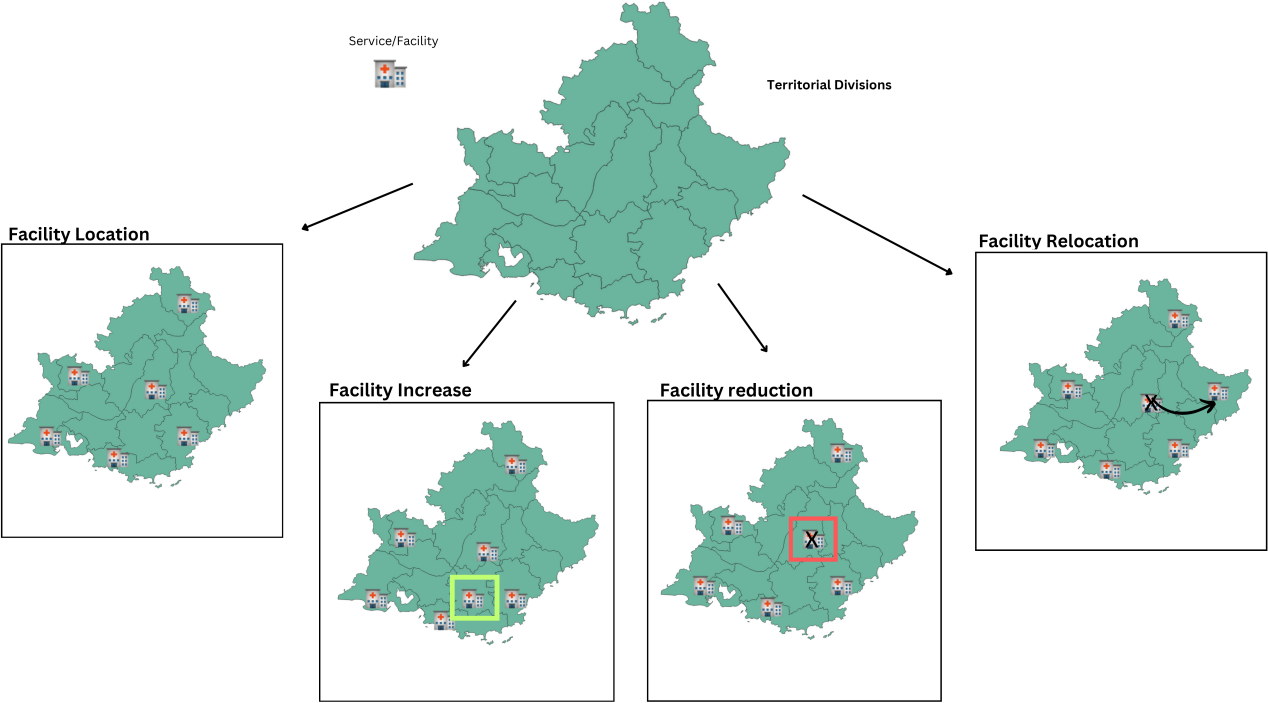 Service/Facility
Territorial Divisions
Facility Location
Facility Relocation
Facility Increase
Facility reduction
X
X